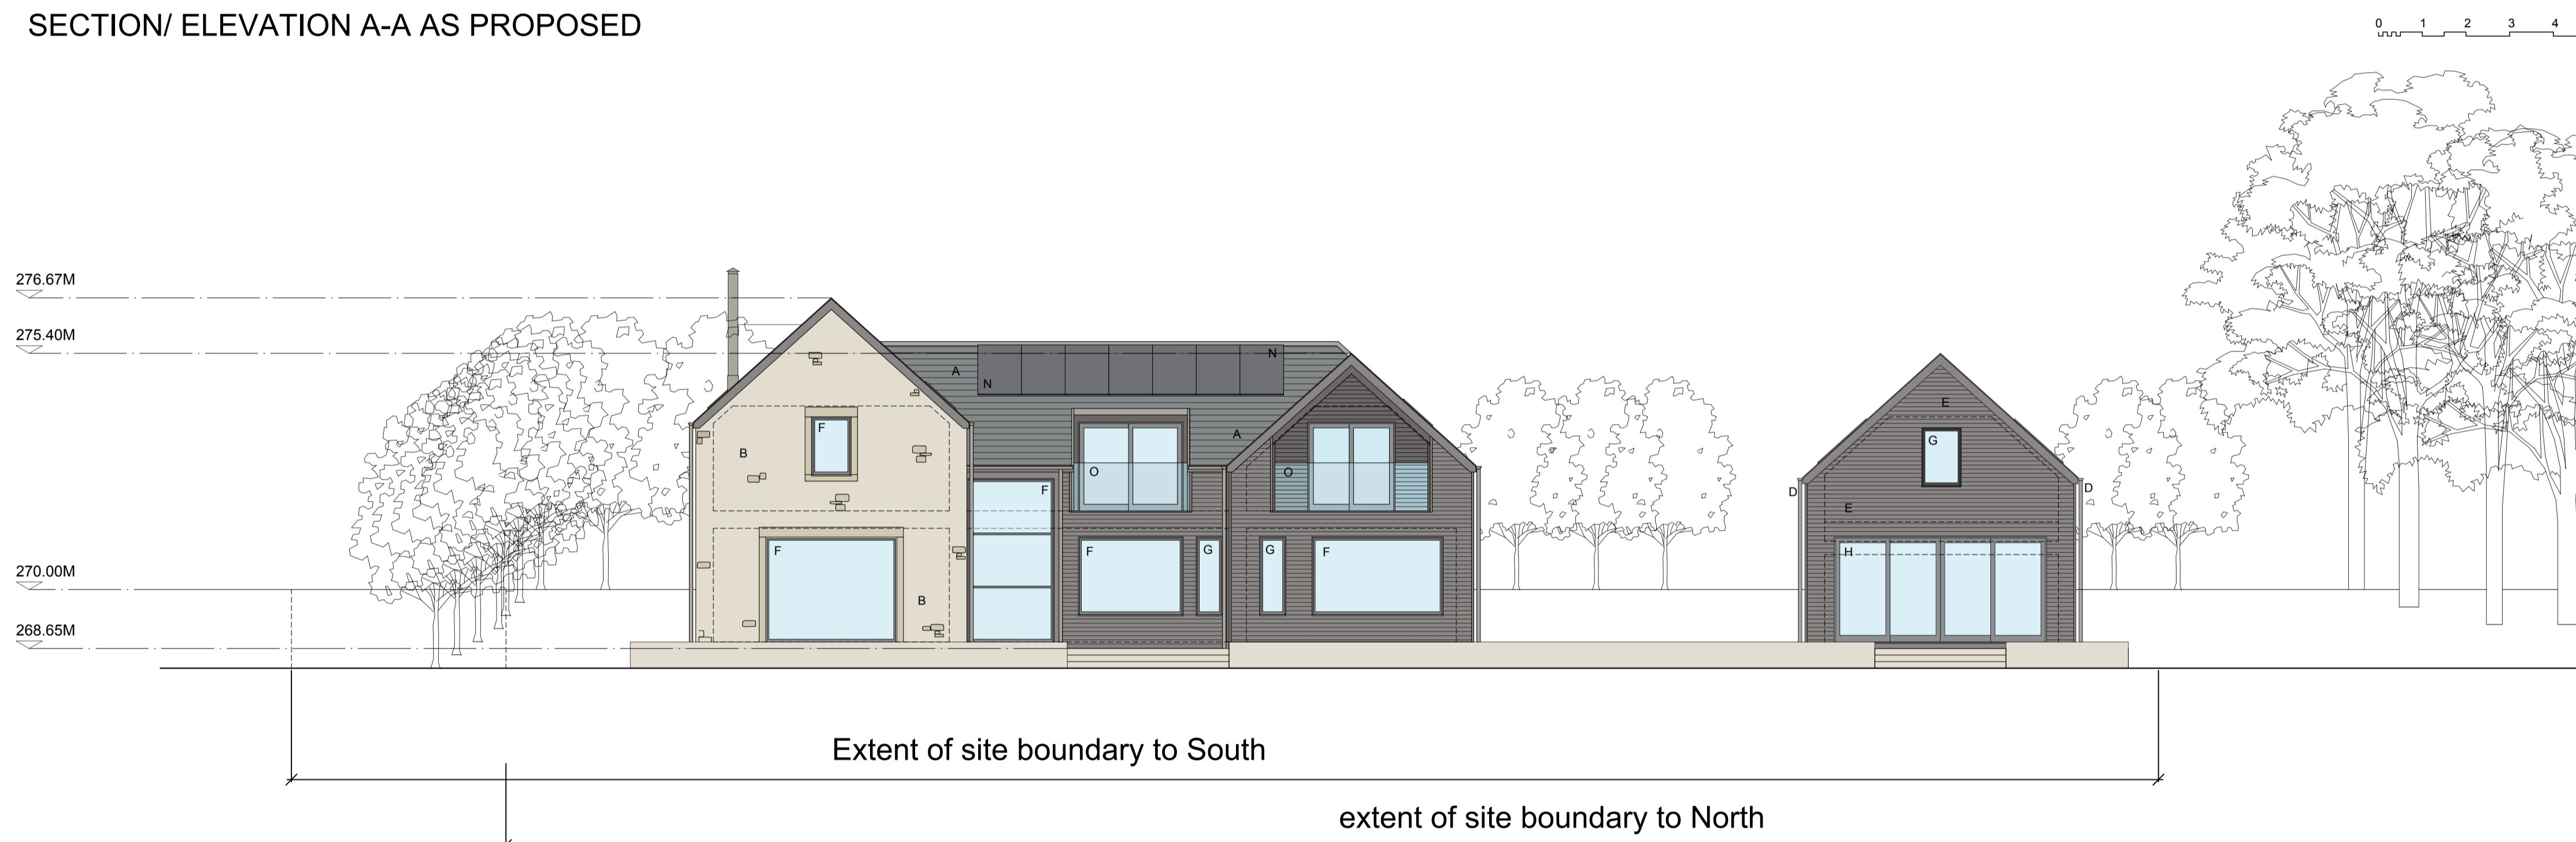 SECTION/ ELEVATION A-A AS PROPOSED
0 1 2 3 4
276.67M
275.40M
N
A
N
E
F
A
G
B
O
O
D
D
F
E
F
F
G
G
F
H
270.00M
B
268.65M
Extent of site boundary to South
extent of site boundary to North